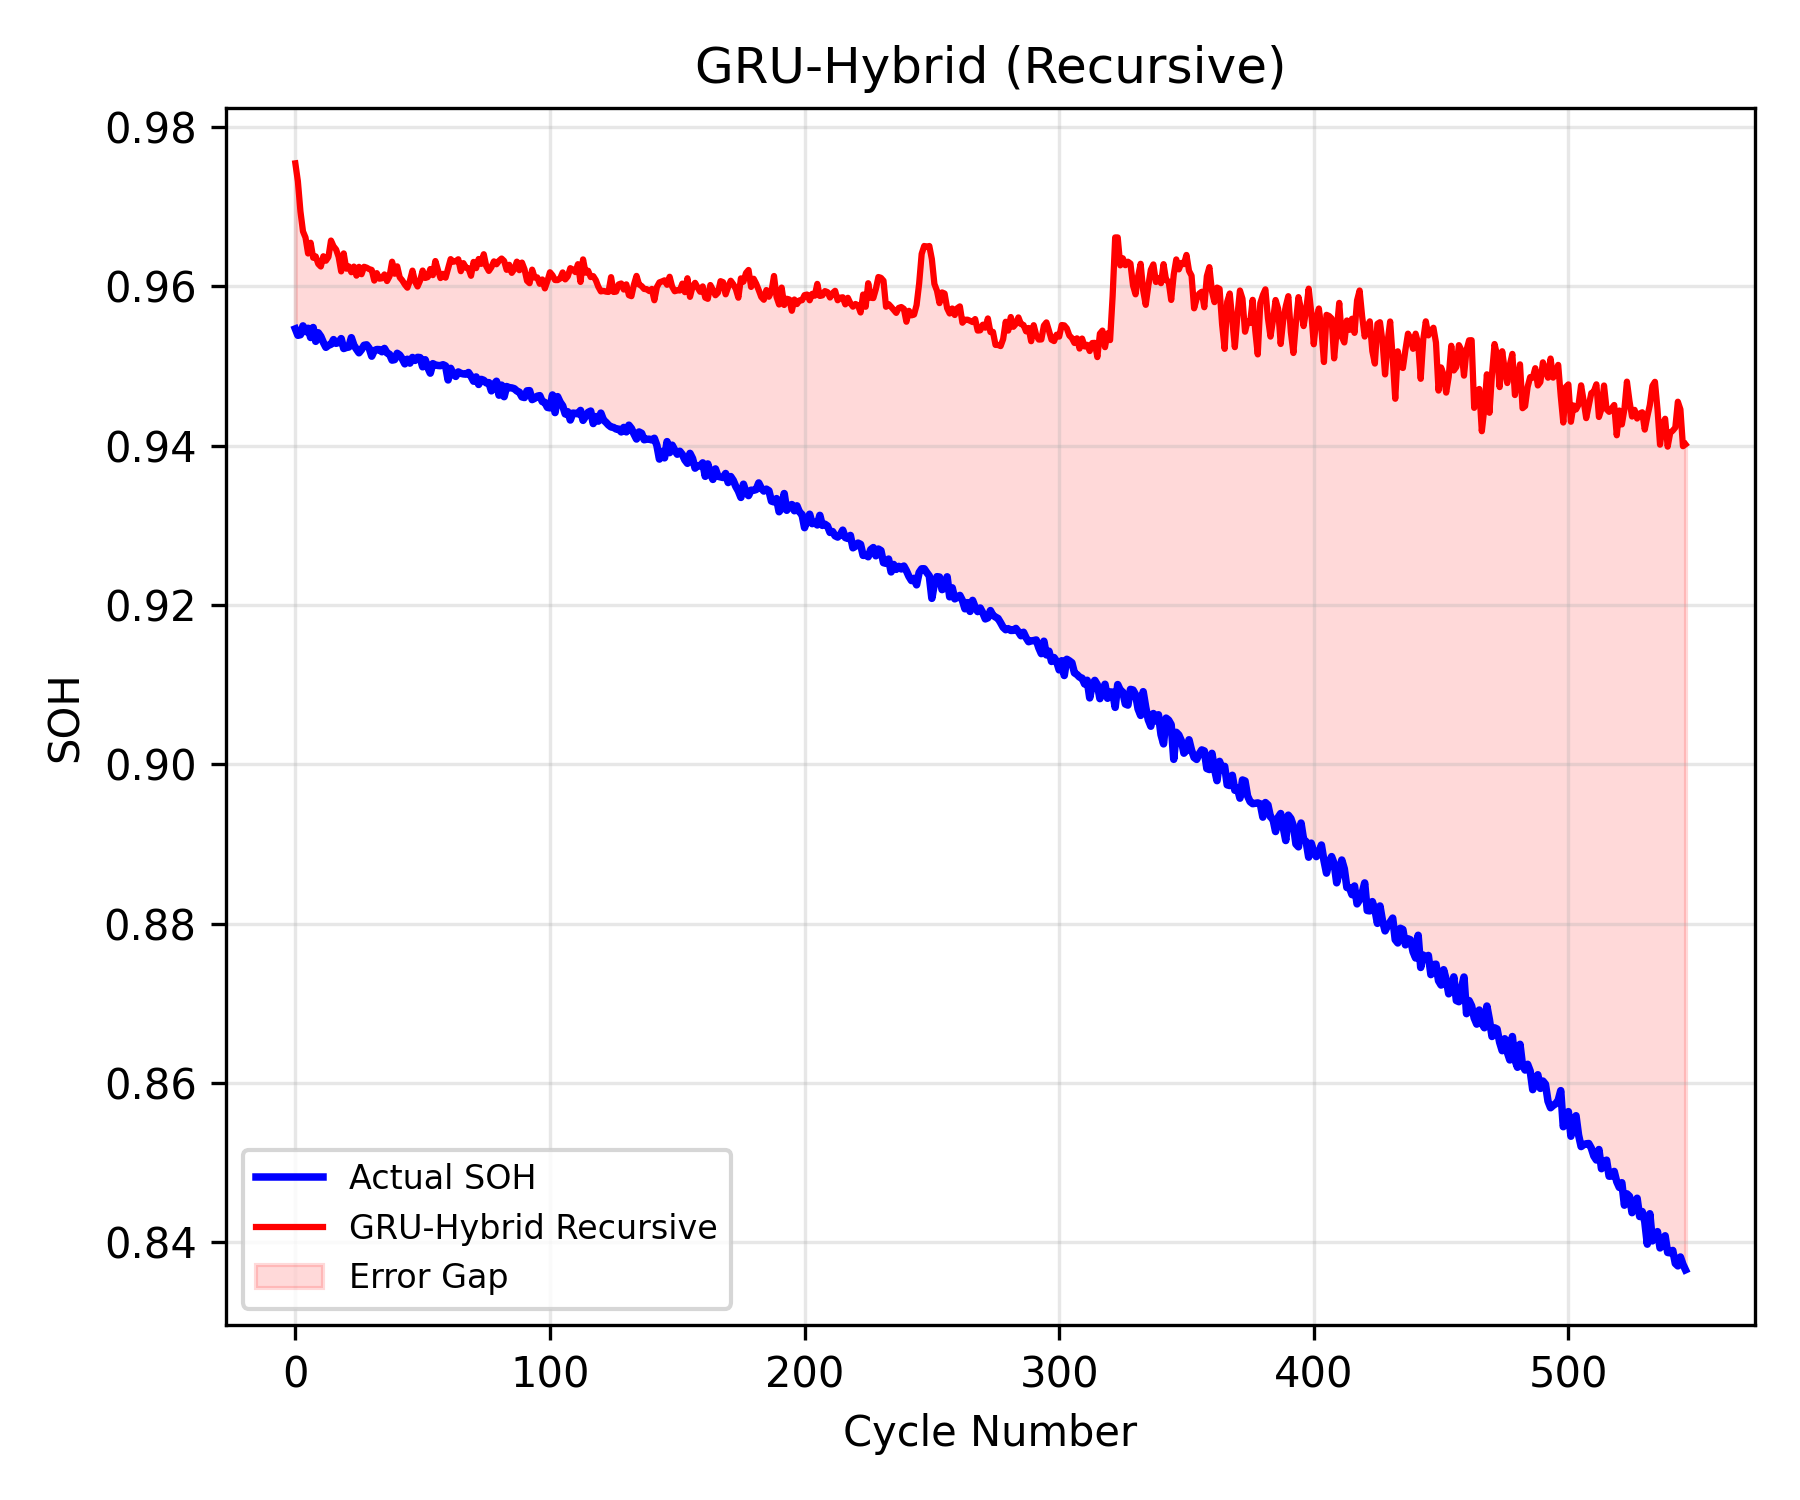 GRU-Hybrid (Recursive)
0.98
0.96
0.94
0.92
0.90
0.88
0.86
0.84
SOH
Actual SOH
GRU-Hybrid Recursive
Error Gap
0 100 200 300 400 500
Cycle Number